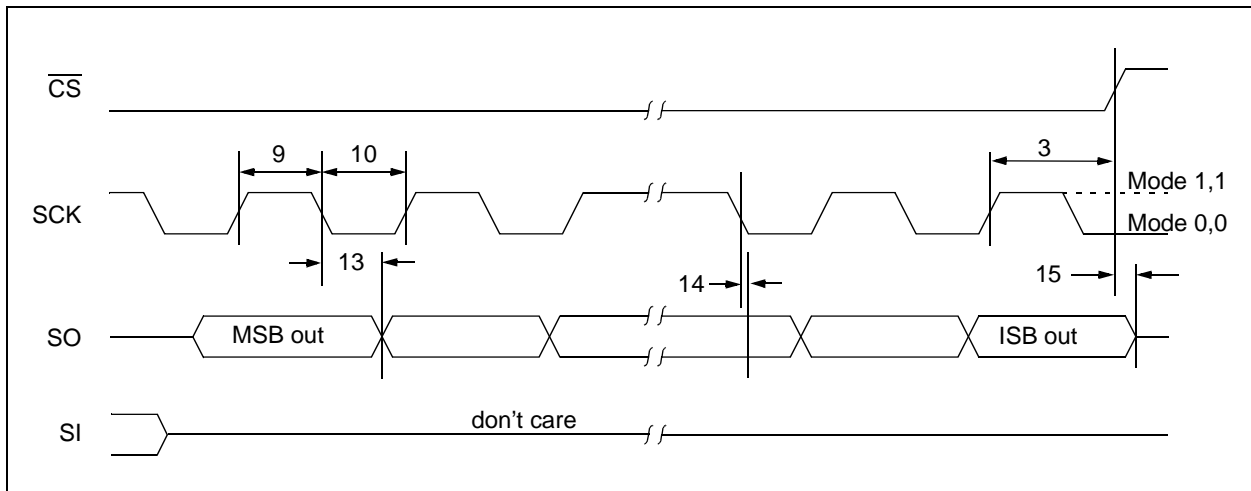 CS
9
10
3
Mode 1,1
SCK
Mode 0,0
13
14
15
SO
MSB out
ISB out
don't care
SI